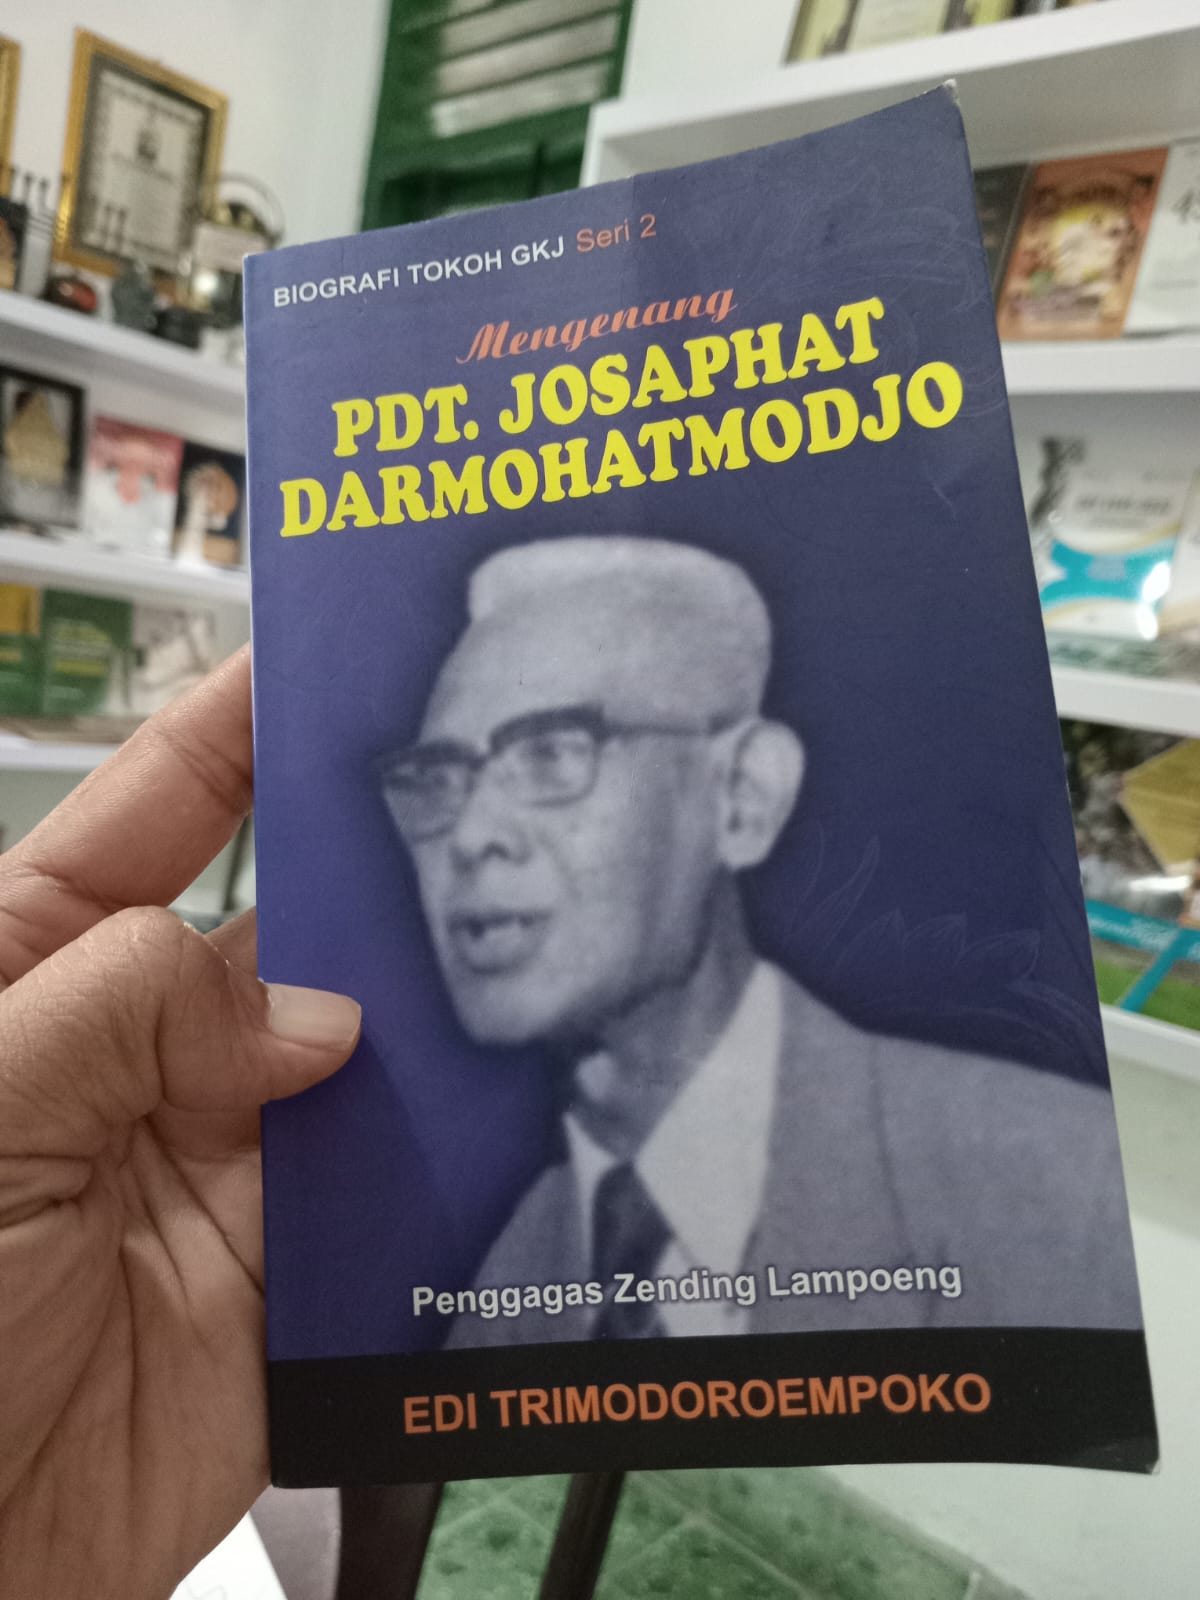 BIOGRAFI TOKOH GKJ Seri 2
Mengenang
PDT. JOSAPHAT
DARMOHATMODJO
Penggagas Zending Lampoeng
EDI TRIMODOROEMPOKO